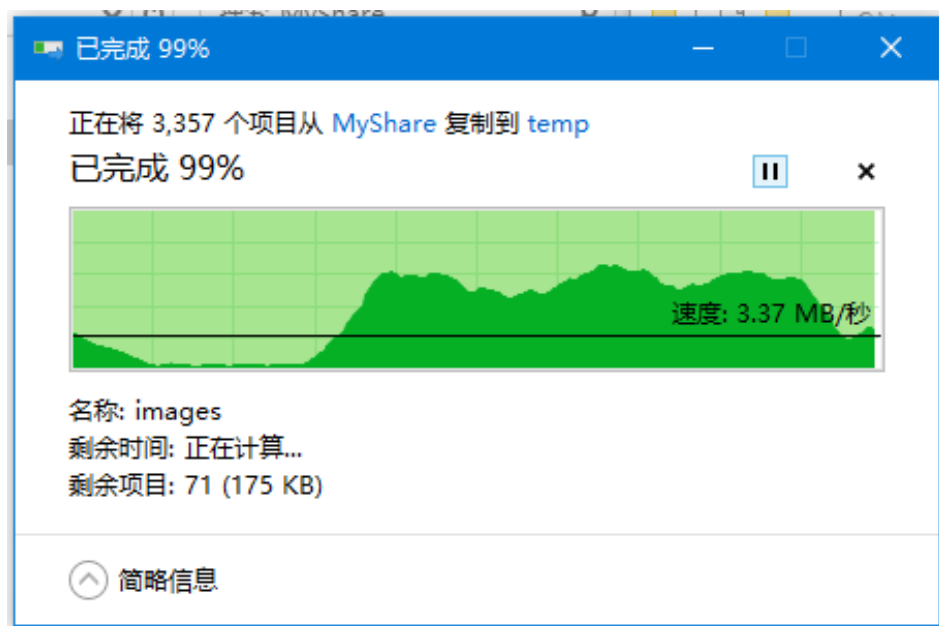 MyShare
已完成 99%
正在将 3,357 个项目从 MyShare 复制到 temp
已完成 99%
速度: 3.37 MB/秒
名称: images
剩余时间: 正在计算...
剩余项目: 71 (175 KB)
简略信息